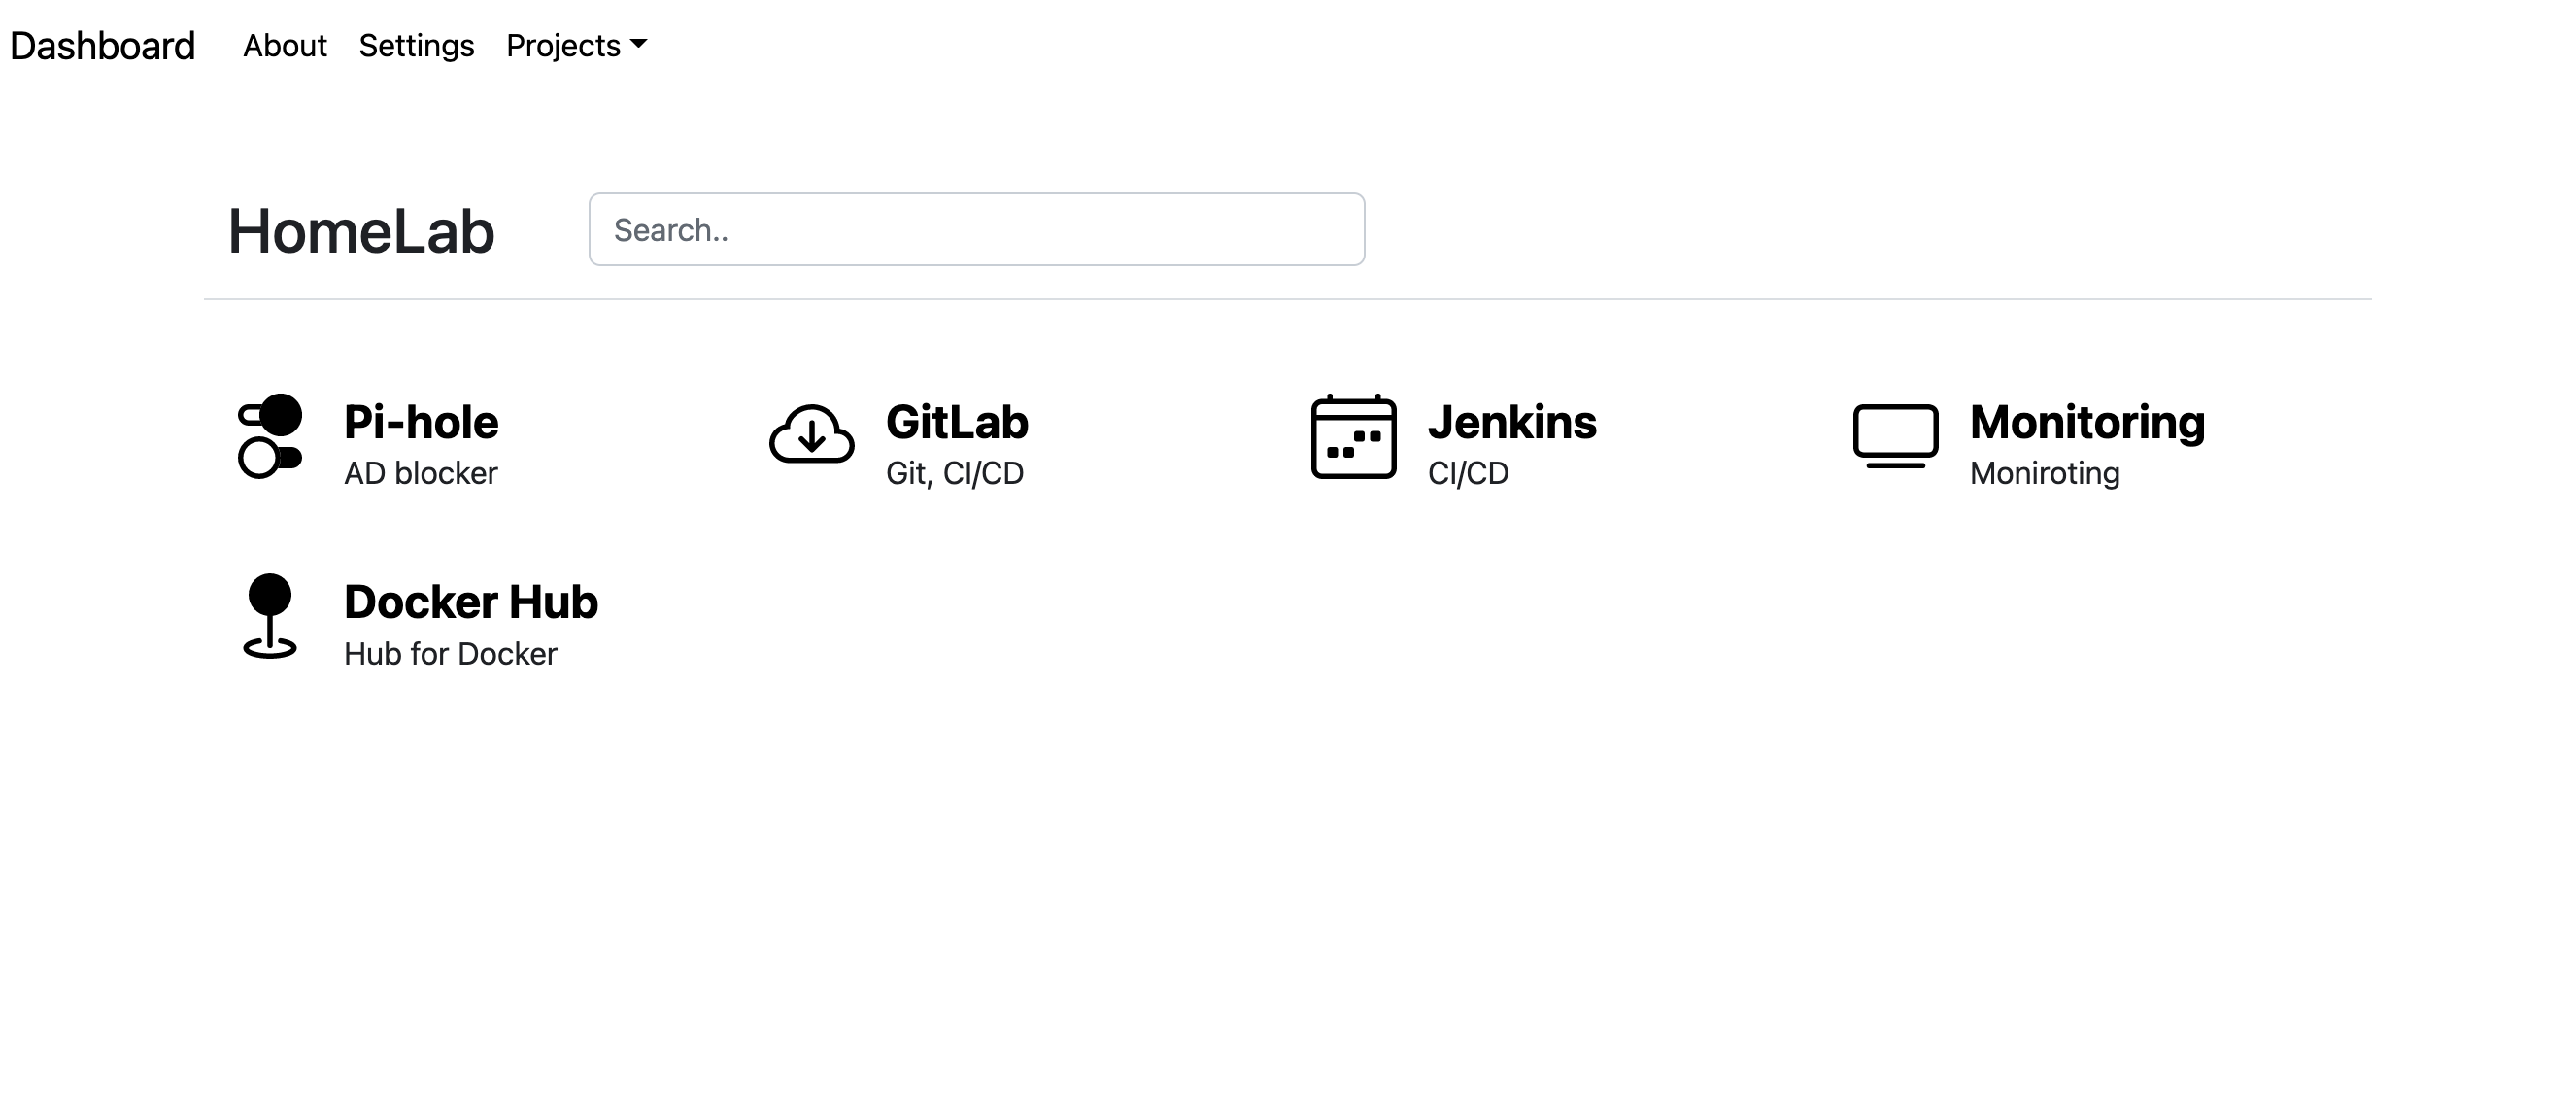 Dashboard About Settings Projects
HomeLab Search..
Pi-hole GitLab Jenkins Monitoring
AD blocker Git, CI/CD CI/CD Moniroting
Docker Hub
Hub for Docker